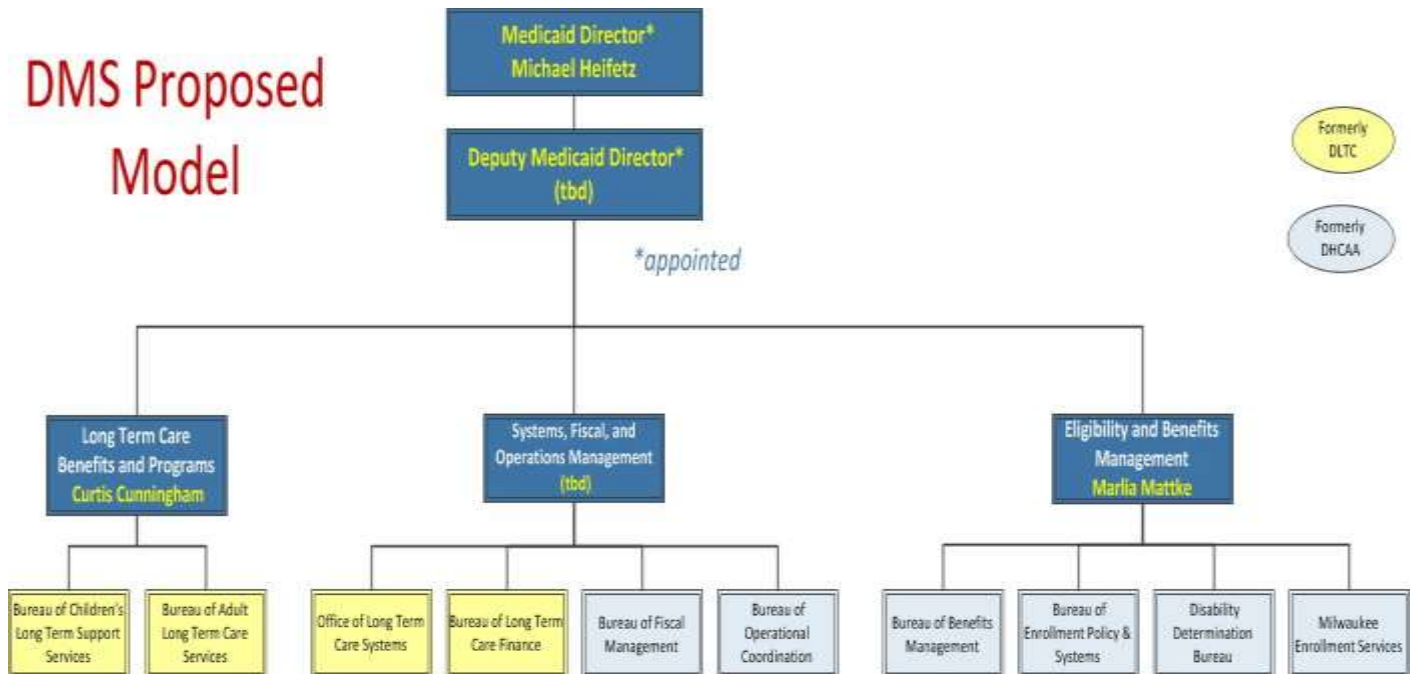 DMS Proposed
Model
Medicaid Director*
Michael Heifetz
Deputy Medicaid Director*
(tbd)
*appointed
Formerly
DLTC
Formerly
DHCAA
Long Term Care
Benefits and Programs
Curtis Cunningham
Systems, Fiscal, and
Operations Management
(tbd)
Eligibility and Benefits
Management
Marlia Mattke
Bureau of Children's
Long Term Support
Services
Bureau of Adult
Long Term Care
Services
Office of Long Term
Care Systems
Bureau of Long Term
Care Finance
Bureau of Fiscal
Management
Bureau of
Operational
Coordination
Bureau of Benefits
Management
Bureau of
Enrollment Policy &
Systems
Disability
Determination
Bureau
Milwaukee
Enrollment Services